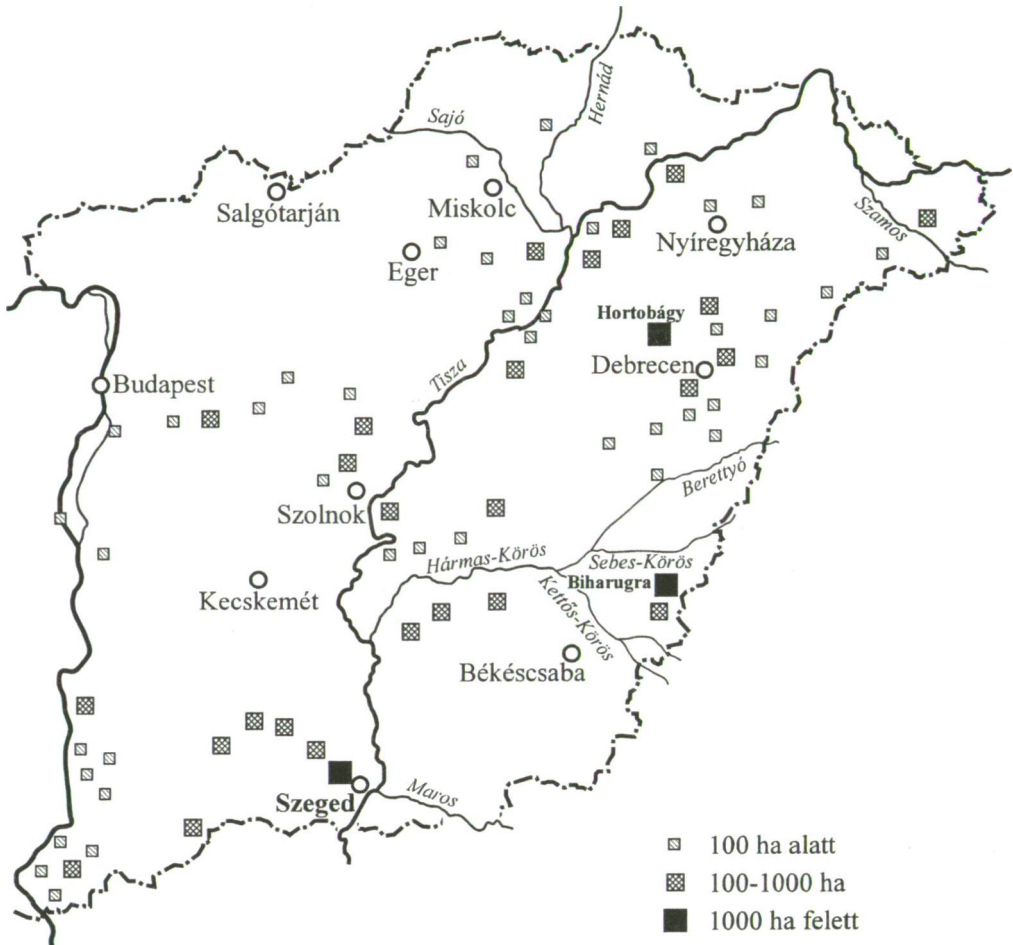 Hernád
Sajó
Salgótarján
Miskolc
Szamos
Nyíregyháza
Eger
Hortobágy
Tisza
Debrecen
Budapest
Berettyó
Szolnok
Hármas-Körös
Sebes-Körös
Biharugra
Kettős-Körös
Kecskemét
Békéscsaba
Maros
Szeged
100 ha alatt
100-1000 ha
1000 ha felett